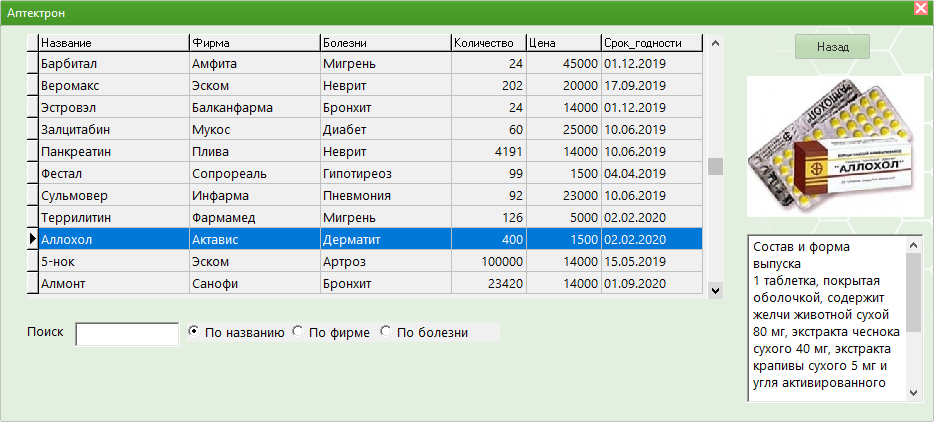 Аптектрон
Название Фирма Болезни Количество Цена Срок_годности
Барбитал Амфита Мигрень 24 45000 01.12.2019
Веромакс Эском Неврит 202 20000 17.09.2019
Эстровэл Балканфарма Бронхит 24 14000 01.12.2019
Залцитабин Мукос Диабет 60 25000 10.06.2019
Панкреатин Плива Неврит 4191 14000 10.06.2019
Фестал Сопрореаль Гипотиреоз 99 1500 04.04.2019
Сульмовер Инфарма Пневмония 92 23000 10.06.2019
Террилитин Фармамед Мигрень 126 5000 02.02.2020
Аллохол Актавис Дерматит 400 1500 02.02.2020
5-нок Эском Артроз 100000 14000 15.05.2019
Алмонт Санофи Бронхит 23420 14000 01.09.2020
Поиск По названию По фирме По болезни
Назад
АЛЛОХОЛ
"АЛЛОХОЛ"
Состав и форма
выпуска
1 таблетка, покрытая
оболочкой, содержит
желчи животной сухой
80 мг, экстракта чеснока
сухого 40 мг, экстракта
крапивы сухого 5 мг и
угля активированного